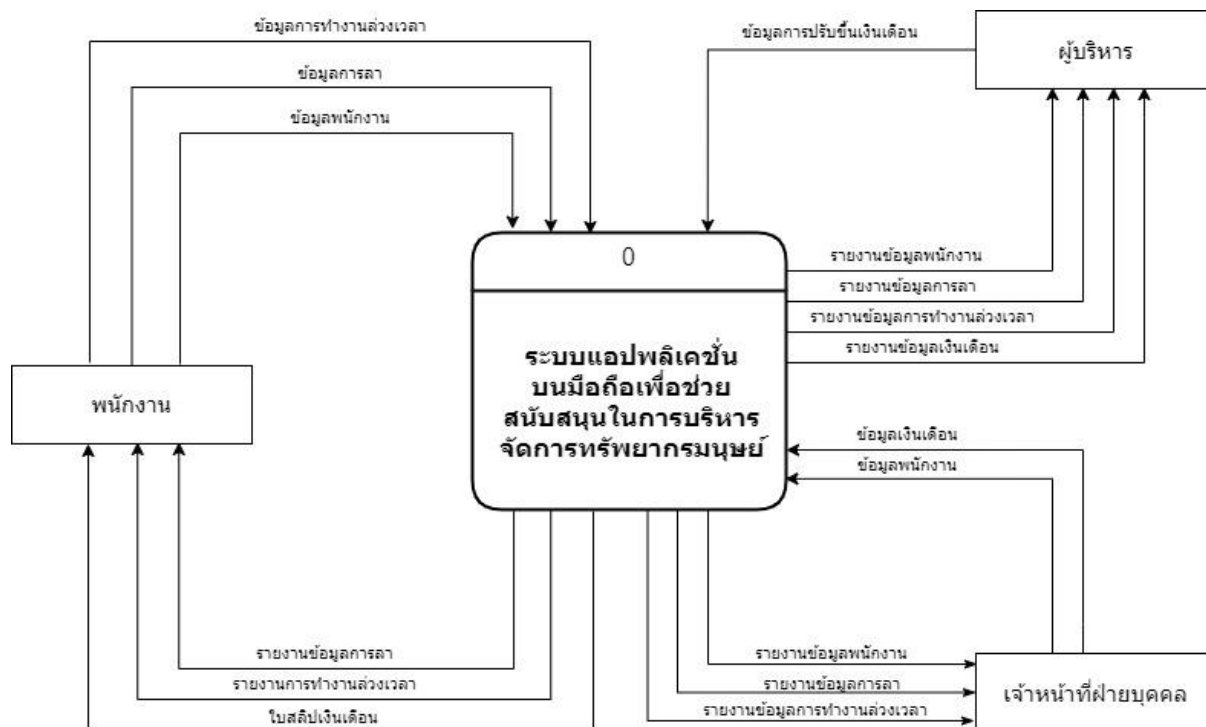 ข้อมูลการทำงานล่วงเวลา
ข้อมูลการปรับขึ้นเงินเดือน
ผู้บริหาร
ข้อมูลการลา
ข้อมูลพนักงาน
0
รายงานข้อมูลพนักงาน
รายงานข้อมูลการลา
รายงานข้อมูลการทำงานล่วงเวลา
รายงานข้อมูลเงินเดือน
ระบบแอปพลิเคชั่น
บนมือถือเพื่อช่วย
สนับสนุนในการบริหาร
จัดการทรัพยากรมนุษย์
พนักงาน
ข้อมูลเงินเดือน
ข้อมูลพนักงาน
รายงานข้อมูลการลา
รายงานการทำงานล่วงเวลา
ใบสลิปเงินเดือน
รายงานข้อมูลพนักงาน
รายงานข้อมูลการลา
รายงานข้อมูลการทำงานล่วงเวลา
เจ้าหน้าที่ฝ่ายบุคคล